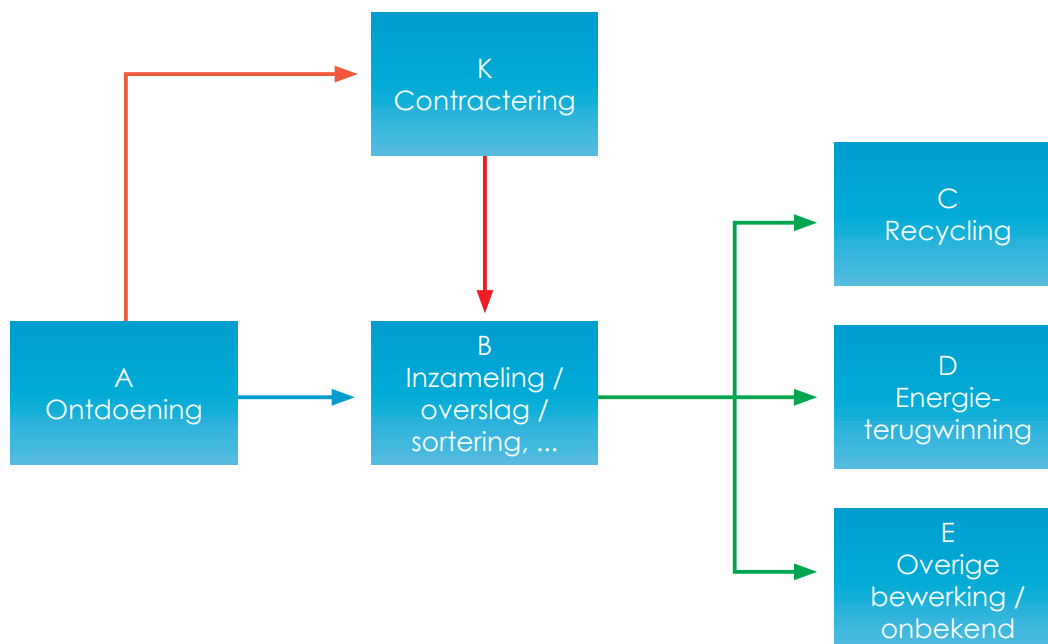 K
Contractering
C
Recycling
A
Ontdoening
B
Inzameling /
overslag /
sortering, ...
D
Energie-
terugwinning
E
Overige
bewerking /
onbekend